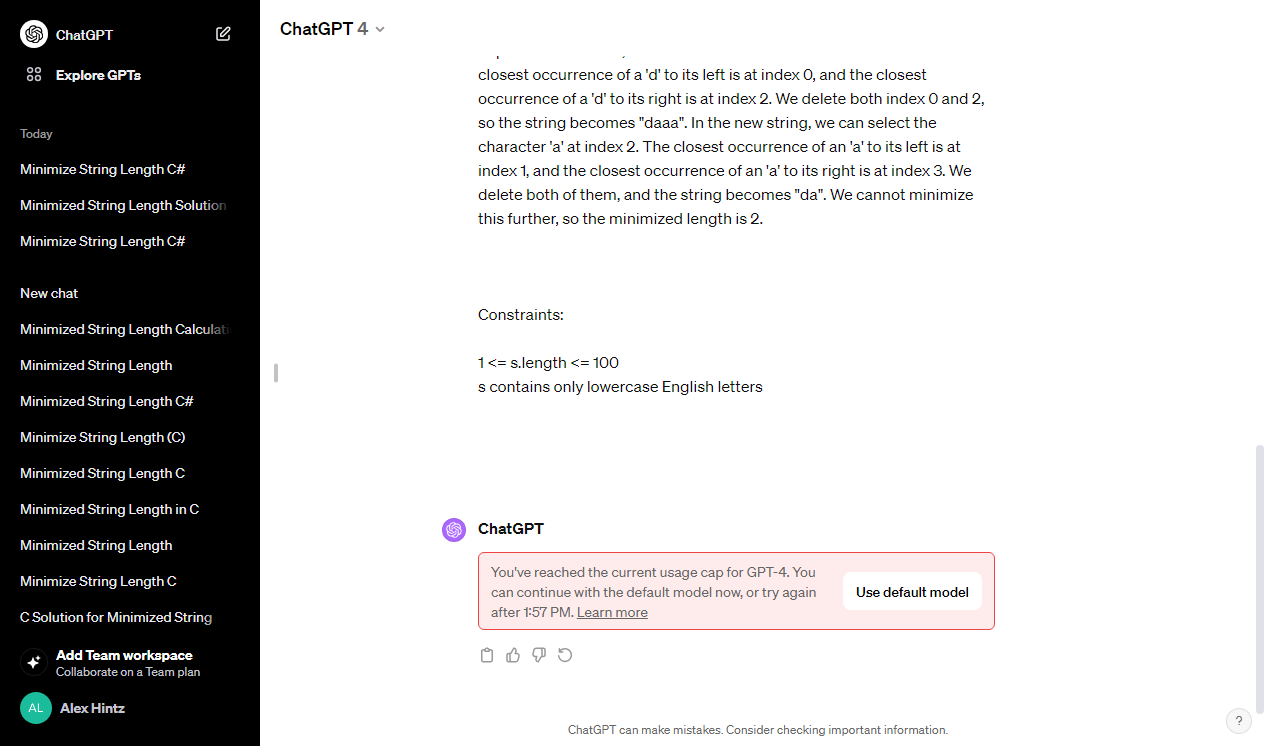 ChatGPT
Explore GPTs
Today
Minimize String Length C#
Minimized String Length Solution
Minimize String Length C#
New chat
Minimized String Length Calculati
Minimized String Length
Minimized String Length C#
Minimize String Length (C)
Minimized String Length C
Minimized String Length in C
Minimized String Length
Minimize String Length C
C Solution for Minimized String
Add Team workspace
Collaborate on a Team plan
AL
Alex Hintz
ChatGPT 4
closest occurrence of a 'd' to its left is at index 0, and the closest
occurrence of a 'd' to its right is at index 2. We delete both index 0 and 2,
so the string becomes "daaa". In the new string, we can select the
character 'a' at index 2. The closest occurrence of an 'a' to its left is at
index 1, and the closest occurrence of an 'a' to its right is at index 3. We
delete both of them, and the string becomes "da". We cannot minimize
this further, so the minimized length is 2.
Constraints:
1 <= s.length <= 100
s contains only lowercase English letters
ChatGPT
You've reached the current usage cap for GPT-4. You
can continue with the default model now, or try again
after 1:57 PM. Learn more
Use default model
ChatGPT can make mistakes. Consider checking important information.
?